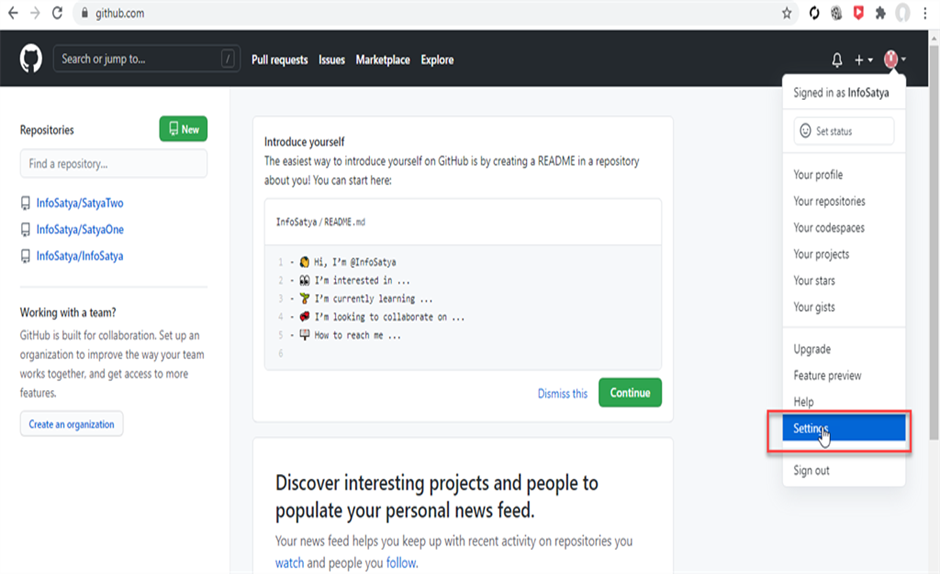 github.com
Search or jump to...
/
Pull requests
Issues
Marketplace
Explore
Signed in as InfoSatya
Set status
Your profile
Your repositories
Your codespaces
Your projects
Your stars
Your gists
Upgrade
Feature preview
Help
Settings
Sign out
Repositories
New
Find a repository...
InfoSatya/SatyaTwo
InfoSatya/SatyaOne
InfoSatya/InfoSatya
Working with a team?
GitHub is built for collaboration. Set up an
organization to improve the way your team
works together, and get access to more
features.
Create an organization
Introduce yourself
The easiest way to introduce yourself on GitHub is by creating a README in a repository
about you! You can start here:
InfoSatya/README.md
1 - 👋 Hi, I'm @InfoSatya
2 - 👀 I'm interested in ...
3 - 🌱 I'm currently learning ...
4 - 💞️ I'm looking to collaborate on ...
5 - 📫 How to reach me ...
6
Dismiss this
Continue
Discover interesting projects and people to
populate your personal news feed.
Your news feed helps you keep up with recent activity on repositories you
watch and people you follow.